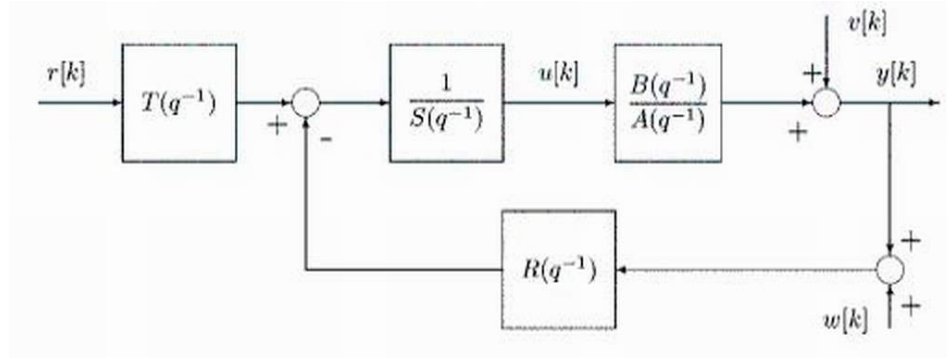 v[k]
r[k]
u[k]
y[k]
+
T(q⁻¹)
1
S(q⁻¹)
B(q⁻¹)
A(q⁻¹)
+
-
+
R(q⁻¹)
+
w[k]
+